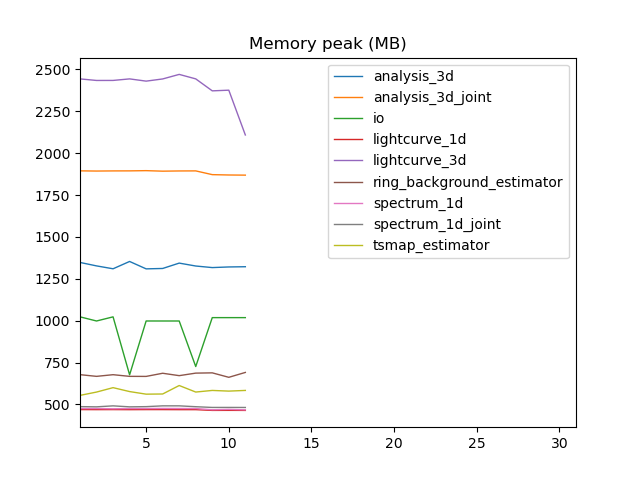 Memory peak (MB)
2500
2250
2000
1750
1500
1250
1000
750
500
5
10
15
20
25
30
analysis_3d
analysis_3d_joint
io
lightcurve_1d
lightcurve_3d
ring_background_estimator
spectrum_1d
spectrum_1d_joint
tsmap_estimator